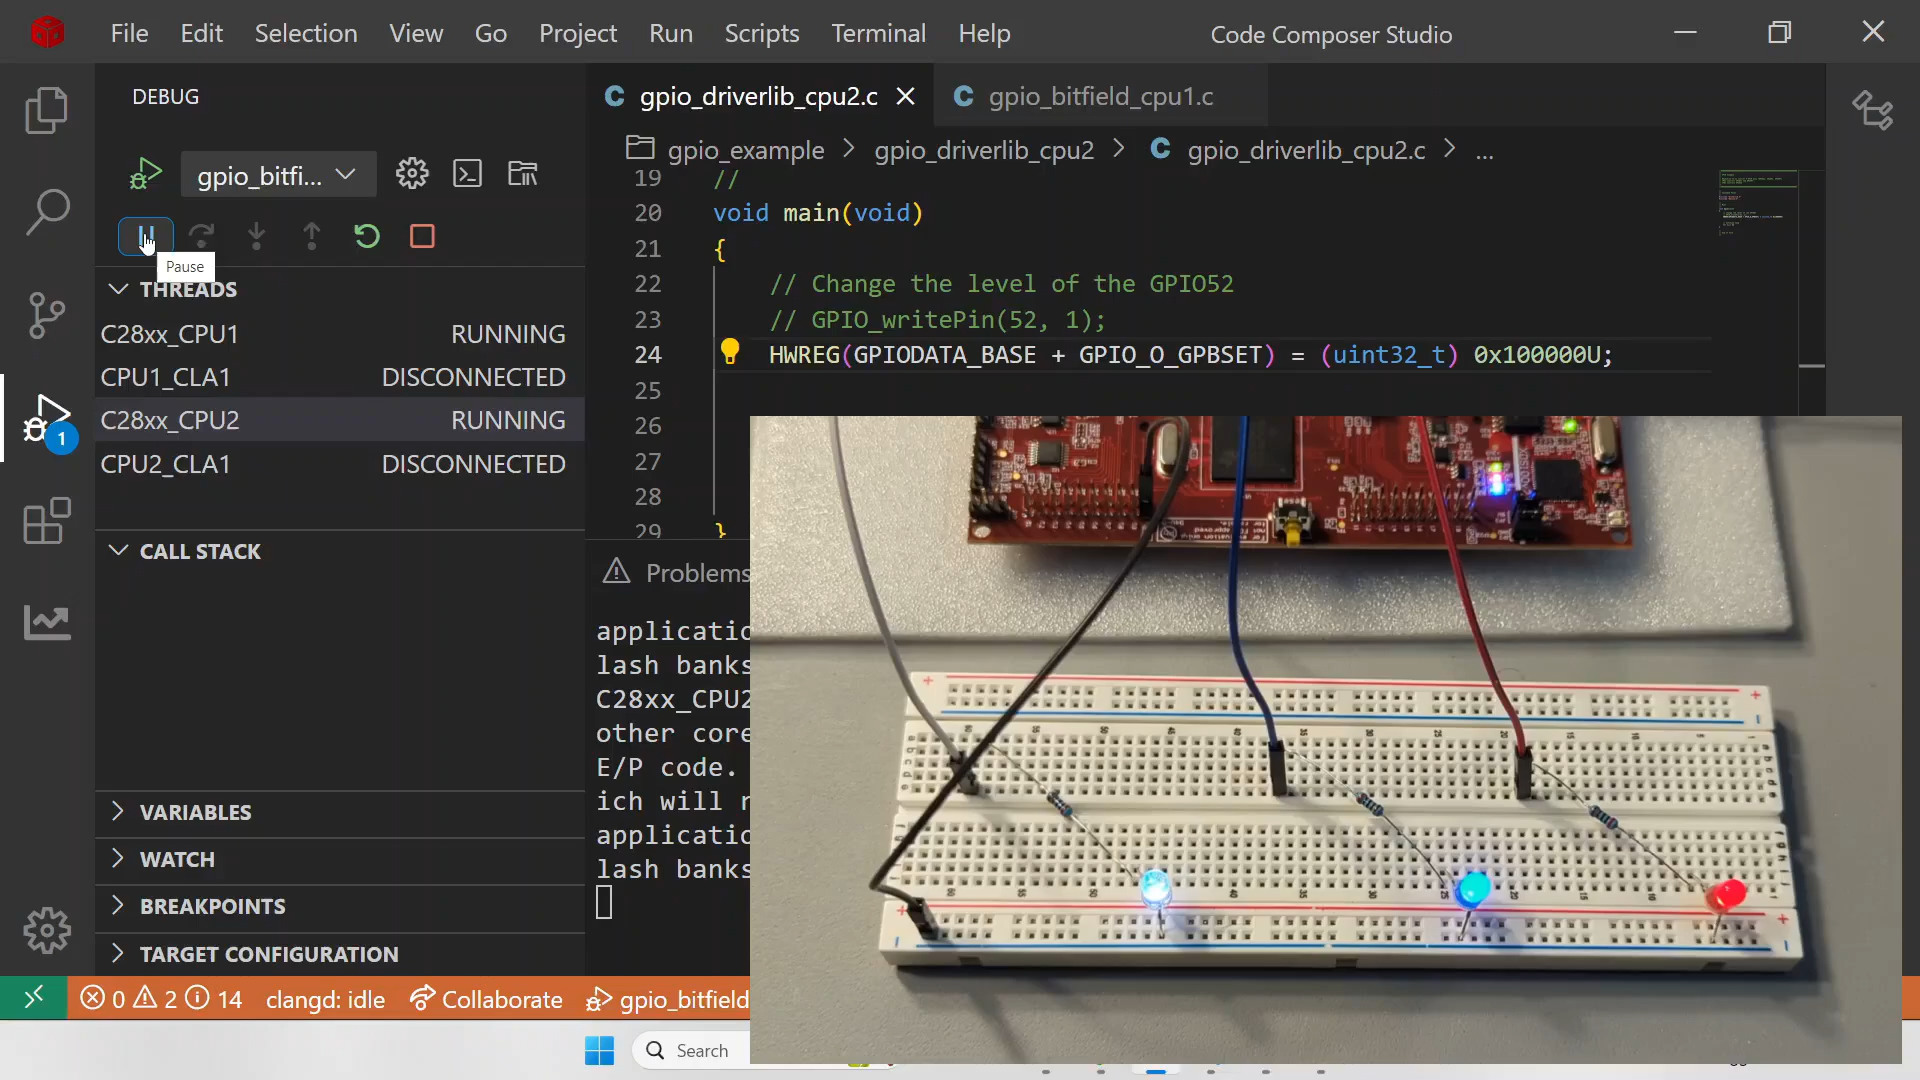 File Edit Selection View Go Project Run Scripts Terminal Help Code Composer Studio
DEBUG
gpio_bitfi...
Pause
THREADS
C28xx_CPU1 RUNNING
CPU1_CLA1 DISCONNECTED
C28xx_CPU2 RUNNING
CPU2_CLA1 DISCONNECTED
CALL STACK
VARIABLES
WATCH
BREAKPOINTS
TARGET CONFIGURATION
1
C gpio_driverlib_cpu2.c
C gpio_bitfield_cpu1.c
gpio_example > gpio_driverlib_cpu2 > C gpio_driverlib_cpu2.c > ...
19 //
20 void main(void)
21 {
22 // Change the level of the GPIO52
23 // GPIO_writePin(52, 1);
24 HWREG(GPIODATA_BASE + GPIO_O_GPBSET) = (uint32_t) 0x100000U;
25
26
27
28
29 }
Problems
applicatio
lash banks
C28xx_CPU2
other core
E/P code.
ich will r
applicatio
lash banks
0 2 14 clangd: idle Collaborate gpio_bitfield
Search